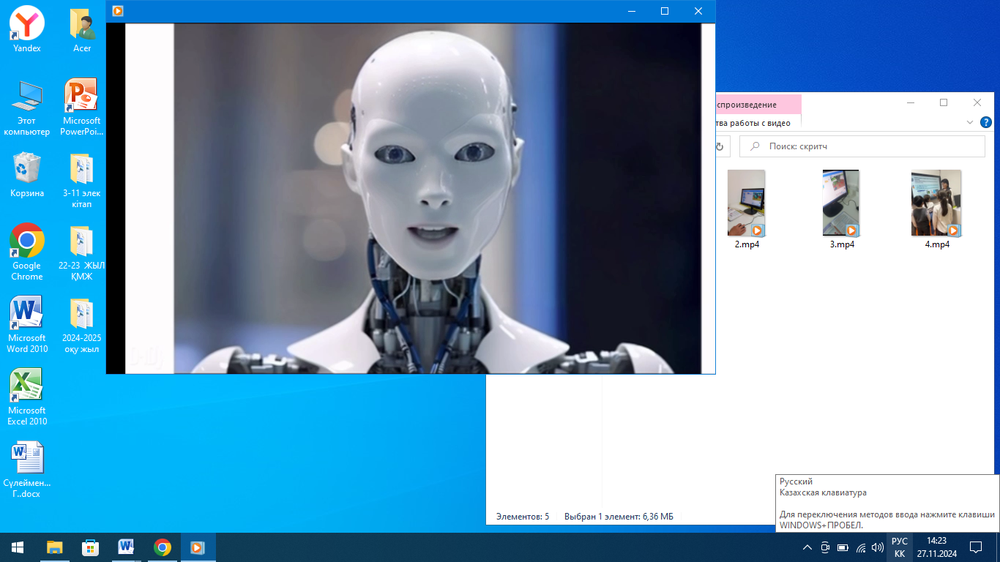 Yandex
Acer
Этот
компьютер
Microsoft
PowerPoi...
Корзина
3-11 элек
кітап
Google
Chrome
22-23 ЖЫЛ
ҚМЖ
Microsoft
Word 2010
2024-2025
оқу жыл
Microsoft
Excel 2010
Сүлеймен...
Г..docx
спроизведение
тва работы с видео
Поиск: скритч
2.mp4
3.mp4
4.mp4
Элементов: 5
Выбран 1 элемент: 6,36 МБ
Русский
Казахская клавиатура
Для переключения методов ввода нажмите клавиши
WINDOWS+ПРОБЕЛ.
РУС
КК
14:23
27.11.2024